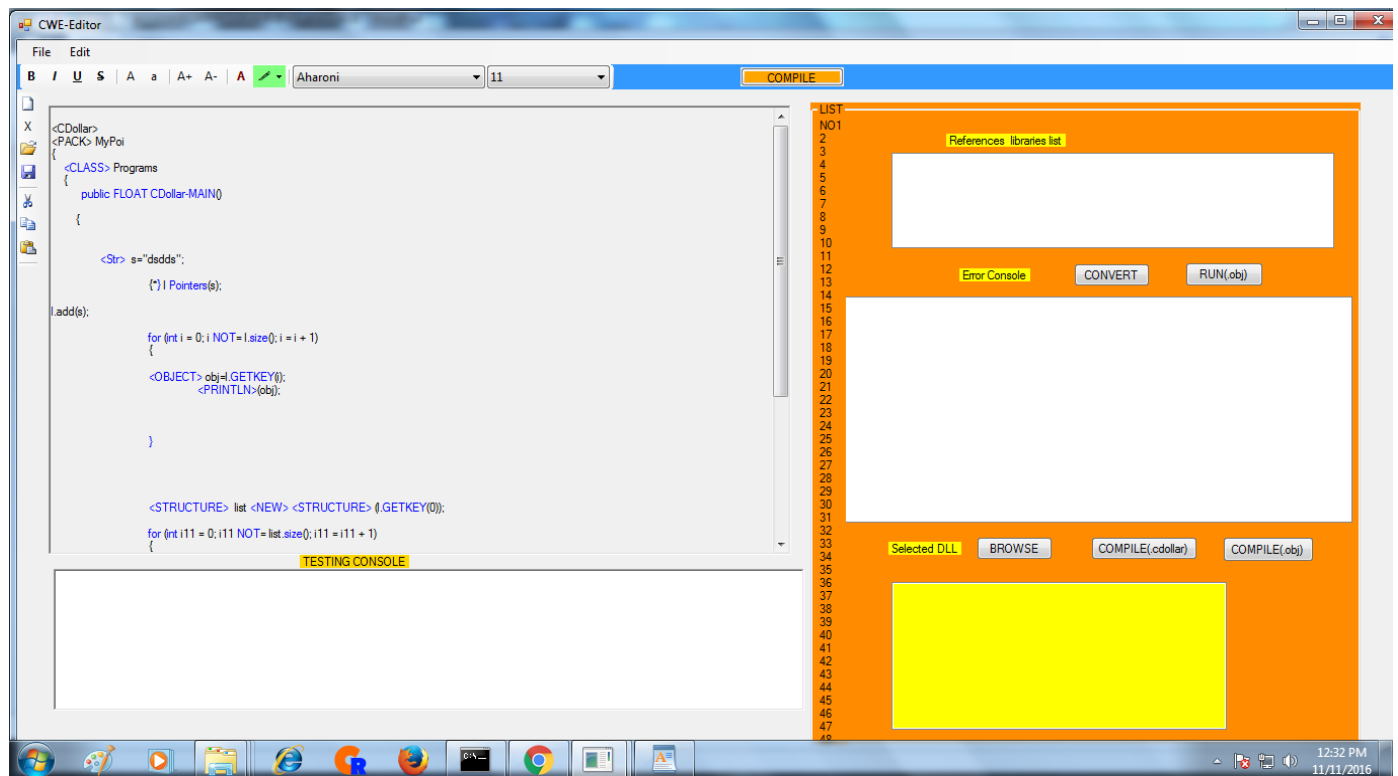 CWE-Editor
File Edit
B I U S A a A+ A- A Aharoni 11 COMPILE
X
<CDollar>
<PACK> MyPoi
{
<CLASS> Programs
{
public FLOAT CDollar-MAIN()
{
<Str> s="dsdds";
{*} l Pointers(s);
l.add(s);
for (int i = 0; i NOT= l.size(); i = i + 1)
{
<OBJECT> obj=l.GETKEY(i);
<PRINTLN>(obj);
}
<STRUCTURE> list <NEW> <STRUCTURE> (l.GETKEY(0));
for (int i11 = 0; i11 NOT= list.size(); i11 = i11 + 1)
{
TESTING CONSOLE
LIST
NO1
2
3
4
5
6
7
8
9
10
11
12
13
14
15
16
17
18
19
20
21
22
23
24
25
26
27
28
29
30
31
32
33
34
35
36
37
38
39
40
41
42
43
44
45
46
47
48
References libraries list
Error Console CONVERT RUN(.obj)
Selected DLL BROWSE COMPILE(.cdollar) COMPILE(.obj)
12:32 PM
11/11/2016